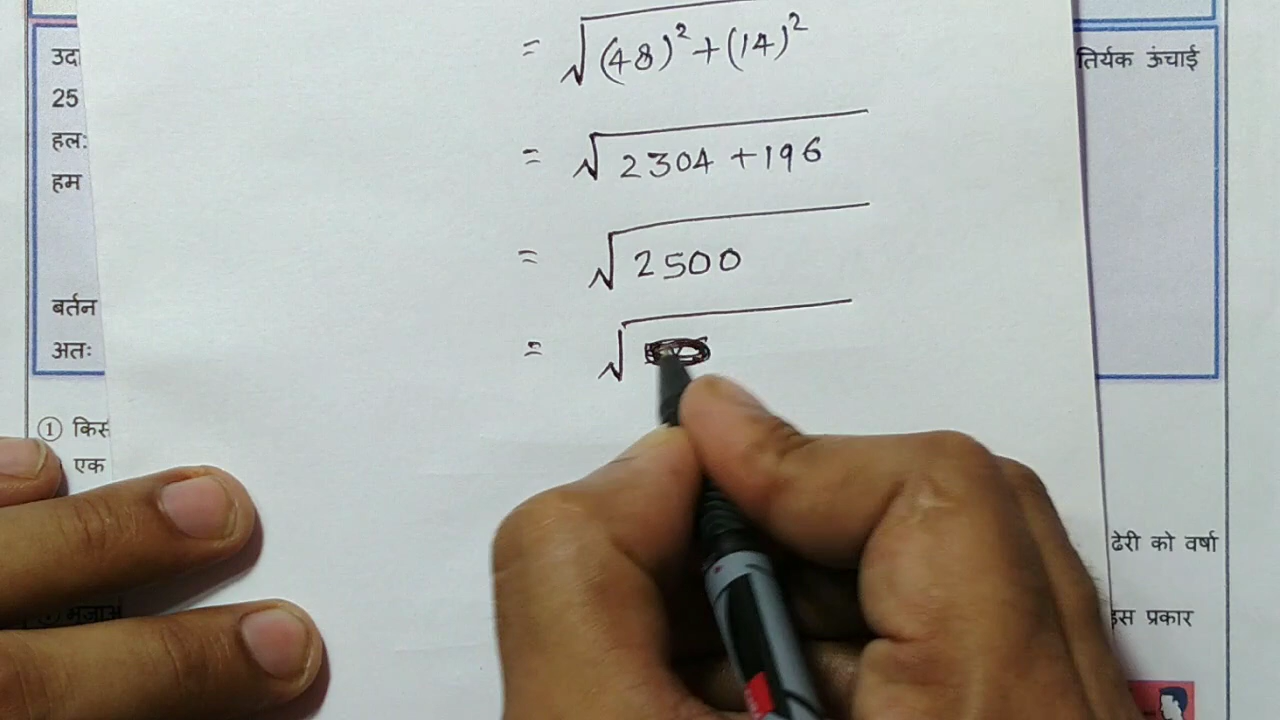 = √(48)² + (14)²
उदा
25
तिर्यक ऊंचाई
हल:
= √2304 + 196
हम
= √2500
बर्तन
अतः
= √
① किसी
एक
ढेरी को वर्षा
इस प्रकार